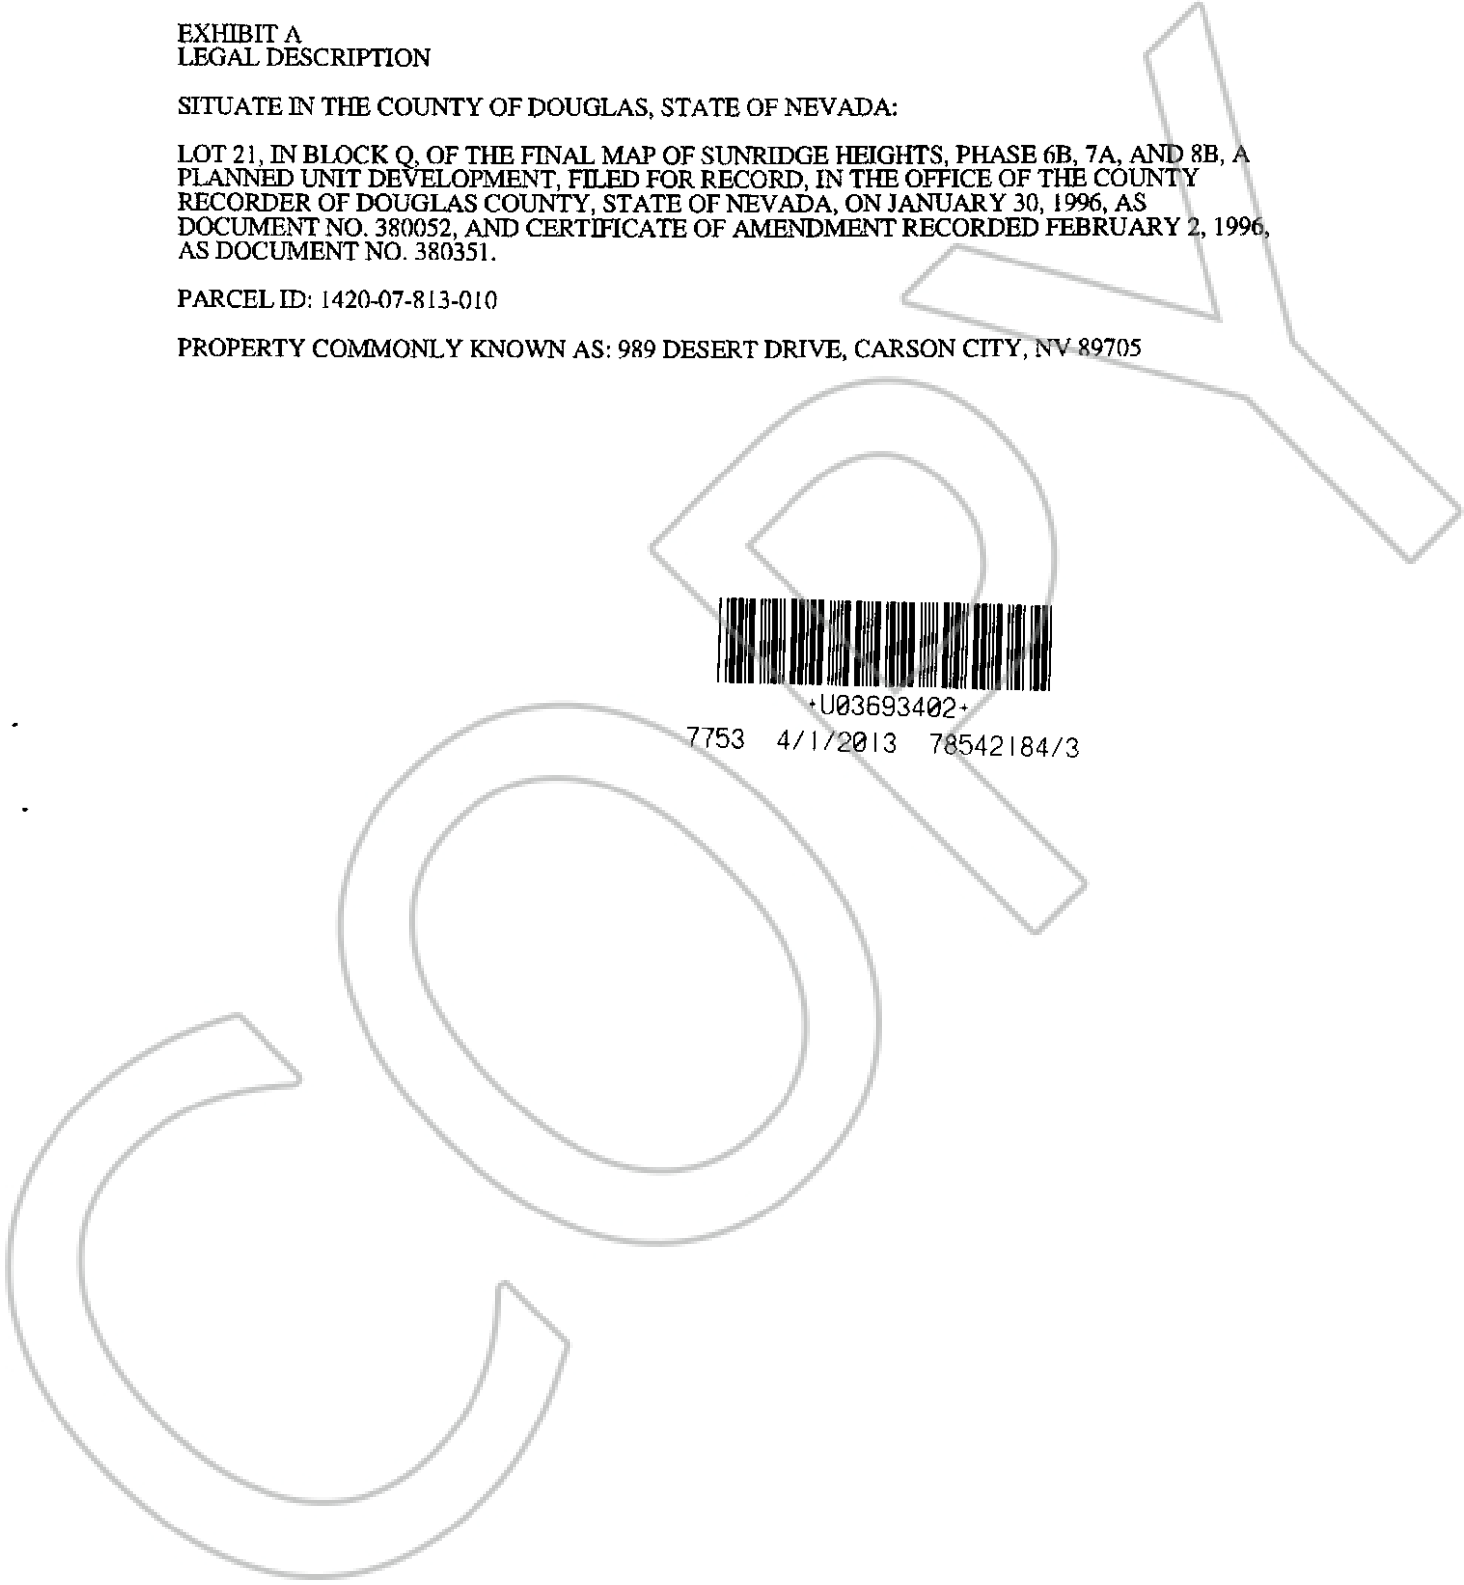 EXHIBIT A
LEGAL DESCRIPTION
SITUATE IN THE COUNTY OF DOUGLAS, STATE OF NEVADA:
LOT 21, IN BLOCK Q, OF THE FINAL MAP OF SUNRIDGE HEIGHTS, PHASE 6B, 7A, AND 8B, A
PLANNED UNIT DEVELOPMENT, FILED FOR RECORD, IN THE OFFICE OF THE COUNTY
RECORDER OF DOUGLAS COUNTY, STATE OF NEVADA, ON JANUARY 30, 1996, AS
DOCUMENT NO. 380052, AND CERTIFICATE OF AMENDMENT RECORDED FEBRUARY 2, 1996,
AS DOCUMENT NO. 380351.
PARCEL ID: 1420-07-813-010
PROPERTY COMMONLY KNOWN AS: 989 DESERT DRIVE, CARSON CITY, NV 89705
+U03693402+
7753 4/1/2013 78542184/3
COPY